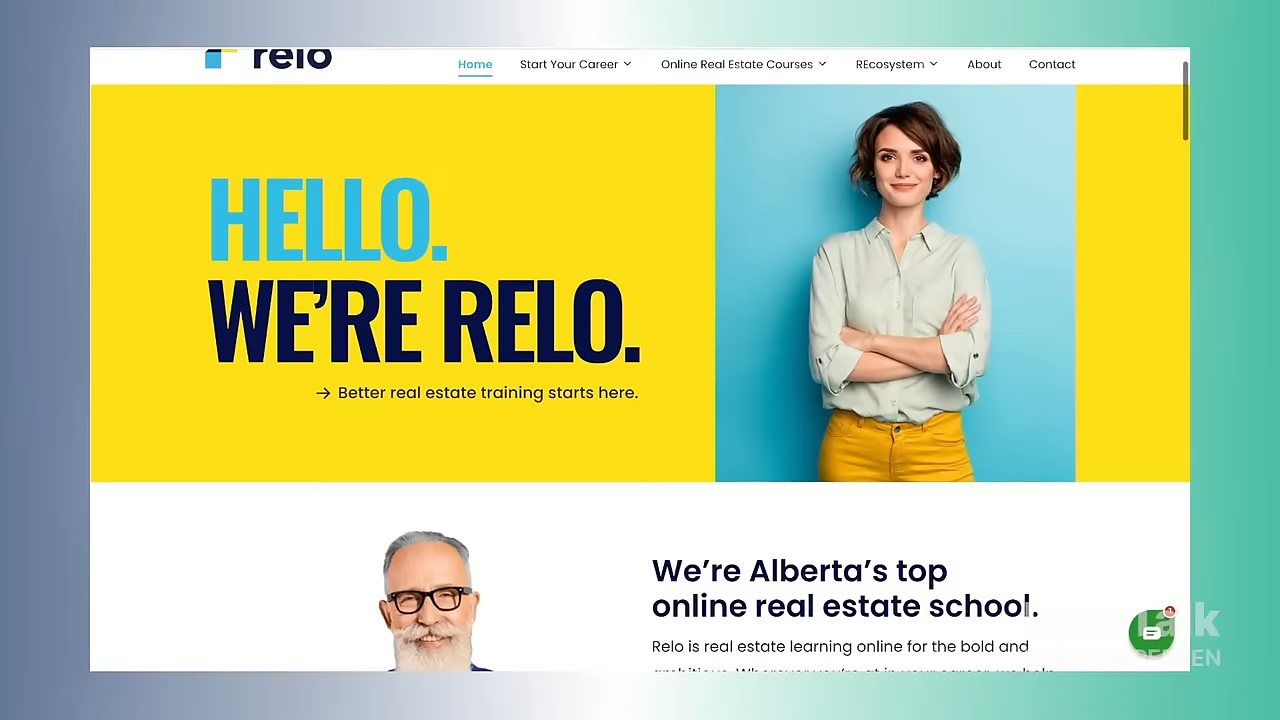 relo
Home Start Your Career Online Real Estate Courses REcosystem About Contact
HELLO.
WE'RE RELO.
→ Better real estate training starts here.
We're Alberta's top
online real estate school.
Relo is real estate learning online for the bold and
1